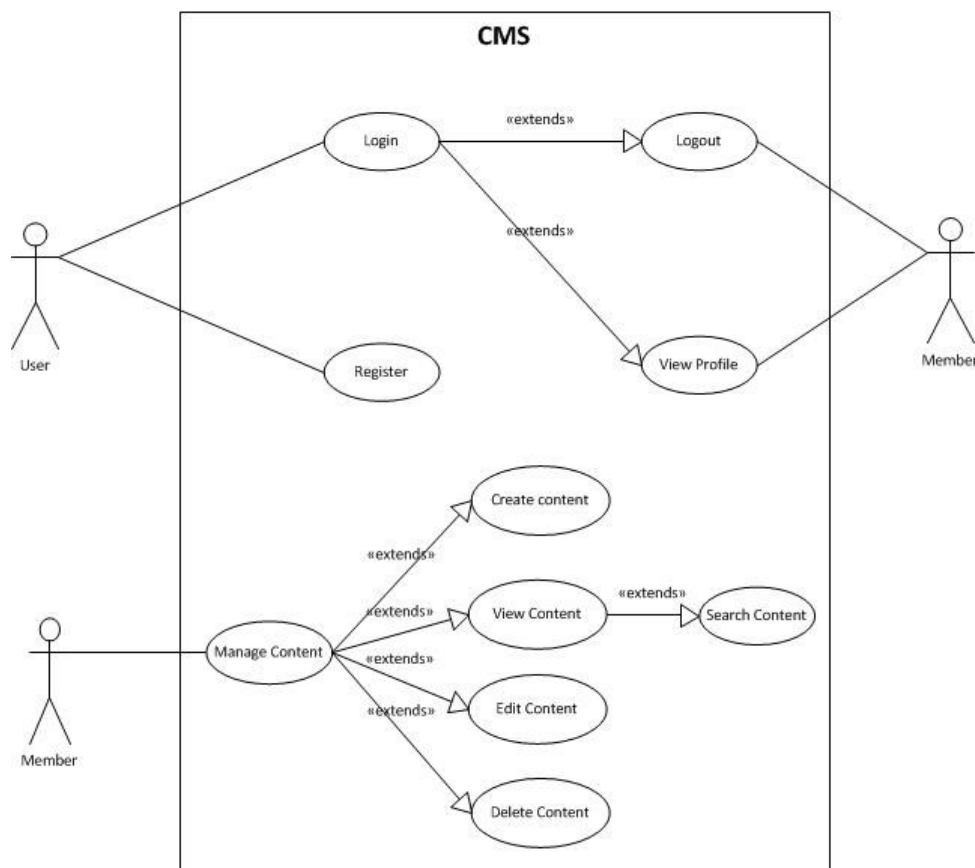 CMS
Login
«extends»
Logout
«extends»
User
Register
View Profile
Member
Create content
«extends»
View Content
«extends»
Search Content
«extends»
Manage Content
«extends»
Edit Content
«extends»
Member
Delete Content